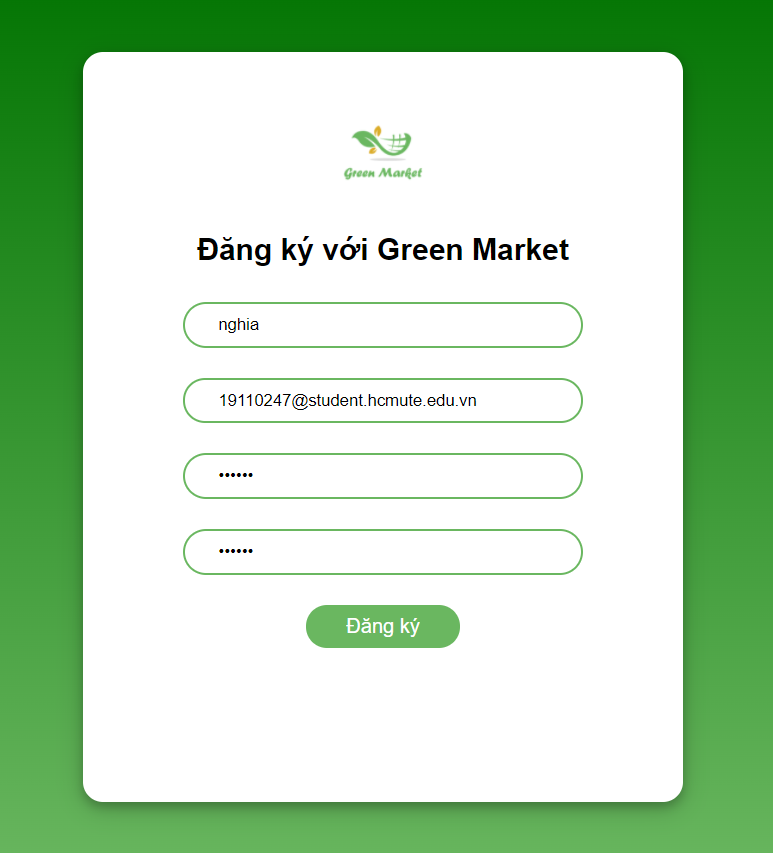 Green Market
Đăng ký với Green Market
nghia
19110247@student.hcmute.edu.vn
••••••
••••••
Đăng ký